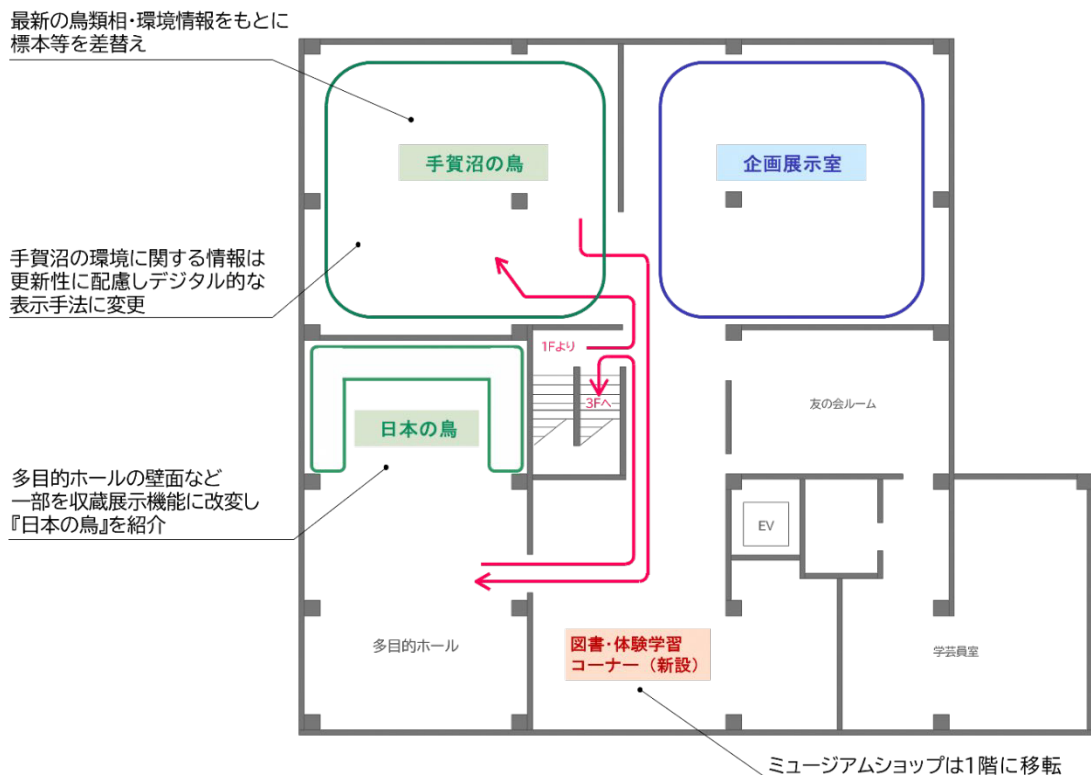 最新の鳥類相・環境情報をもとに
標本等を差替え
手賀沼の鳥
企画展示室
手賀沼の環境に関する情報は
更新性に配慮しデジタル的な
表示手法に変更
1Fより
3Fへ
友の会ルーム
日本の鳥
多目的ホールの壁面など
一部を収蔵展示機能に改変し
『日本の鳥』を紹介
EV
多目的ホール
図書・体験学習
コーナー（新設）
学芸員室
ミュージアムショップは1階に移転